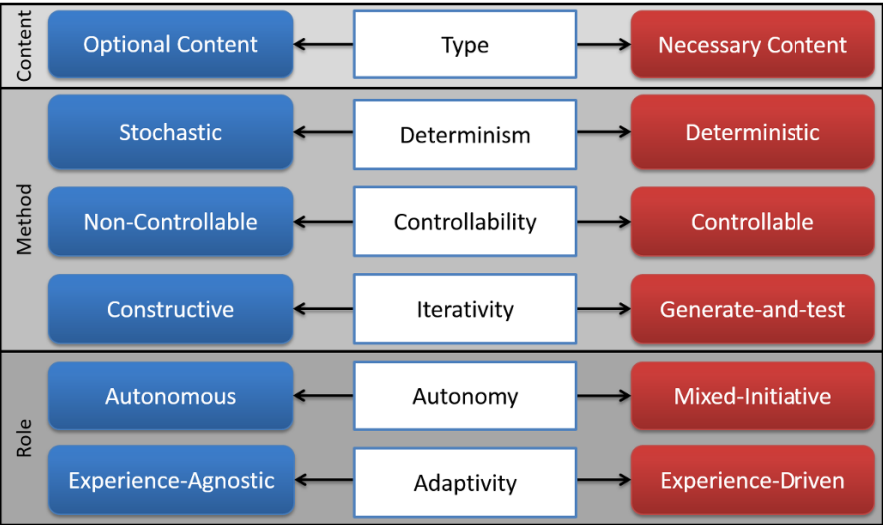 Content
Optional Content
Type
Necessary Content
Method
Stochastic
Determinism
Deterministic
Non-Controllable
Controllability
Controllable
Constructive
Iterativity
Generate-and-test
Role
Autonomous
Autonomy
Mixed-Initiative
Experience-Agnostic
Adaptivity
Experience-Driven